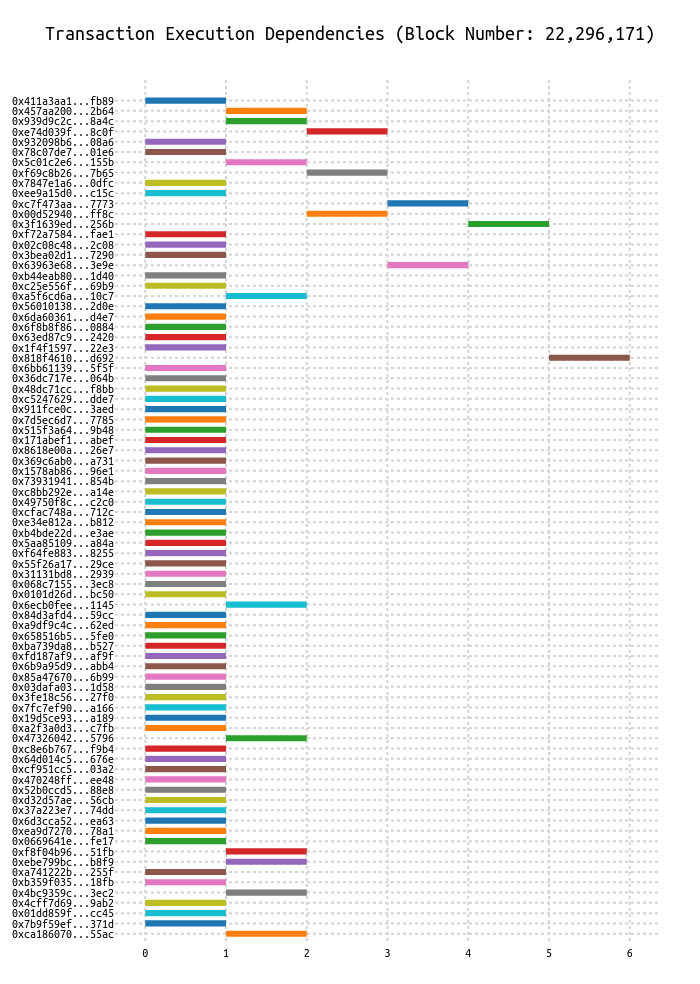 Transaction Execution Dependencies (Block Number: 22,296,171)
0x411a3aa1...fb89
0x457aa200...2b64
0x939d9c2c...8a4c
0xe74d039f...8c0f
0x932098b6...08a6
0x78c07de7...01e6
0x5c01c2e6...155b
0xf69c8b26...7b65
0x7847e1a6...0dfc
0xee9a15d0...c15c
0xc7f473aa...7773
0x00d52940...ff8c
0x3f1639ed...256b
0xf72a7584...fae1
0x02c08c48...2c08
0x3bea02d1...7290
0x63963e68...3e9e
0xb44eab80...1d40
0xc25e556f...69b9
0xa5f6cd6a...10c7
0x56010138...2d0e
0x6da60361...d4e7
0x6f8b8f86...0884
0x63ed87c9...2420
0x1f4f1597...22e3
0x818f4610...d692
0x6bb61139...5f5f
0x36dc717e...064b
0x48dc71cc...f8bb
0xc5247629...dde7
0x911fce0c...3aed
0x7d5ec6d7...7785
0x515f3a64...9b48
0x171abef1...abef
0x8618e00a...26e7
0x369c6ab0...a731
0x1578ab86...96e1
0x73931941...854b
0xc8bb292e...a14e
0x49750f8c...c2c0
0xcfac748a...712c
0xe34e812a...b812
0xb4bde22d...e3ae
0x5aa85109...a84a
0xf64fe883...8255
0x55f26a17...29ce
0x31131bd8...2939
0x068c7155...3ec8
0x0101d26d...bc50
0x6ecb0fee...1145
0x84d3afd4...59cc
0xa9df9c4c...62ed
0x658516b5...5fe0
0xba739da8...b527
0xfd187af9...af9f
0x6b9a95d9...abb4
0x85a47670...6b99
0x03dafa03...1d58
0x3fe18c56...27f0
0x7fc7ef90...a166
0x19d5ce93...a189
0xa2f3a0d3...c7fb
0x47326042...5796
0xc8e6b767...f9b4
0x64d014c5...676e
0xcf951cc5...03a2
0x470248ff...ee48
0x52b0ccd5...88e8
0xd32d57ae...56cb
0x37a223e7...74dd
0x6d3cca52...ea63
0xea9d7270...78a1
0x0669641e...fe17
0xf8f04b96...51fb
0xebe799bc...b8f9
0xa741222b...255f
0xb359f035...18fb
0x4bc9359c...3ec2
0x4cff7d69...9ab2
0x01dd859f...cc45
0x7b9f59ef...371d
0xca186070...55ac
0 1 2 3 4 5 6